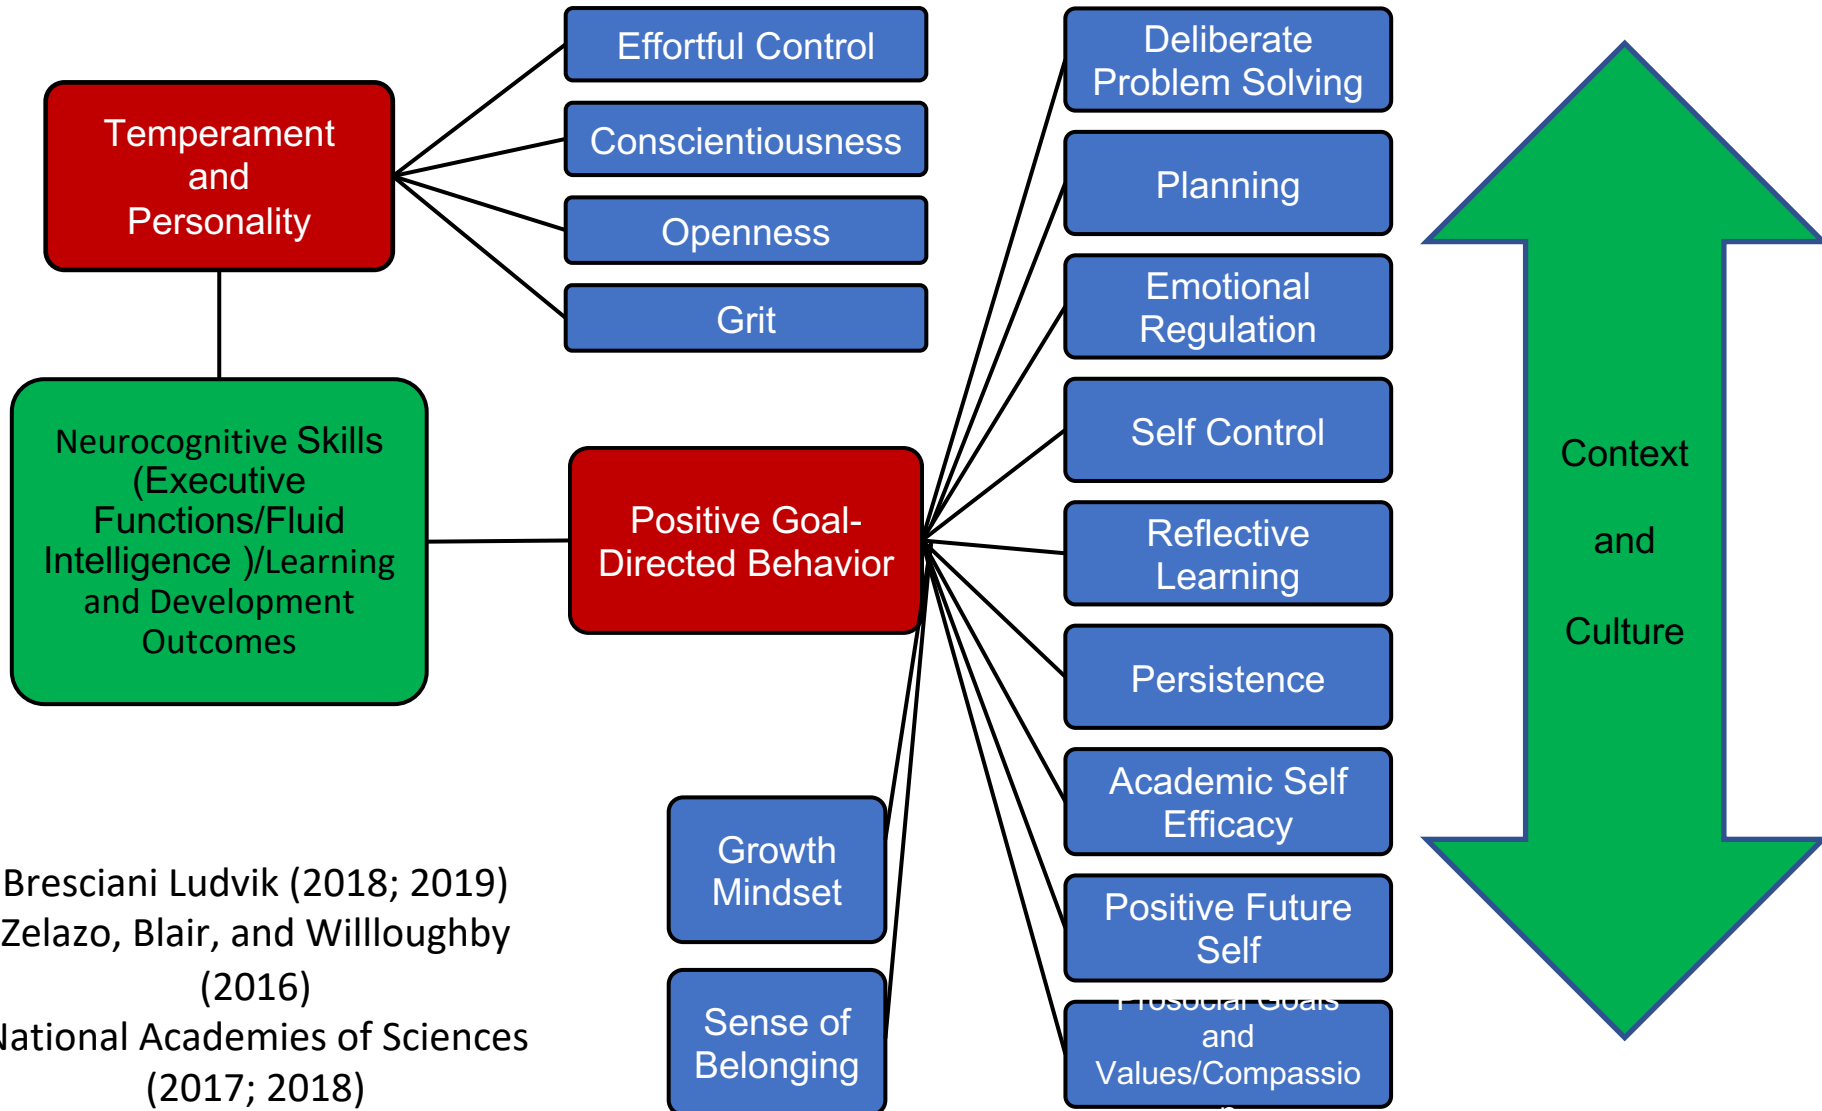 Temperament
and
Personality
Effortful Control
Conscientiousness
Openness
Grit
Neurocognitive Skills
(Executive
Functions/Fluid
Intelligence )/Learning
and Development
Outcomes
Positive Goal-
Directed Behavior
Deliberate
Problem Solving
Planning
Emotional
Regulation
Self Control
Reflective
Learning
Persistence
Academic Self
Efficacy
Positive Future
Self
Prosocial Goals
and
Values/Compassio
n
Growth
Mindset
Sense of
Belonging
Context
and
Culture
Bresciani Ludvik (2018; 2019)
Zelazo, Blair, and Willloughby
(2016)
National Academies of Sciences
(2017; 2018)